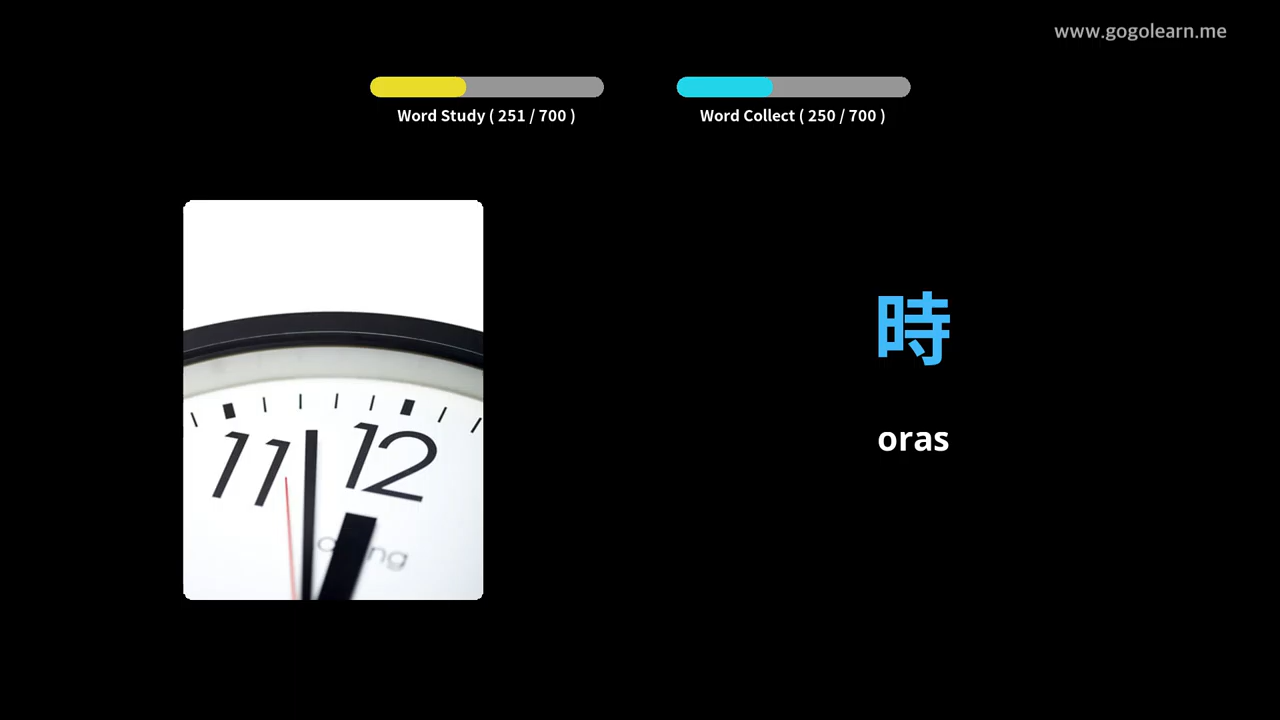 www.gogolearn.me
Word Study ( 251 / 700 )
Word Collect ( 250 / 700 )
時
oras
11
12